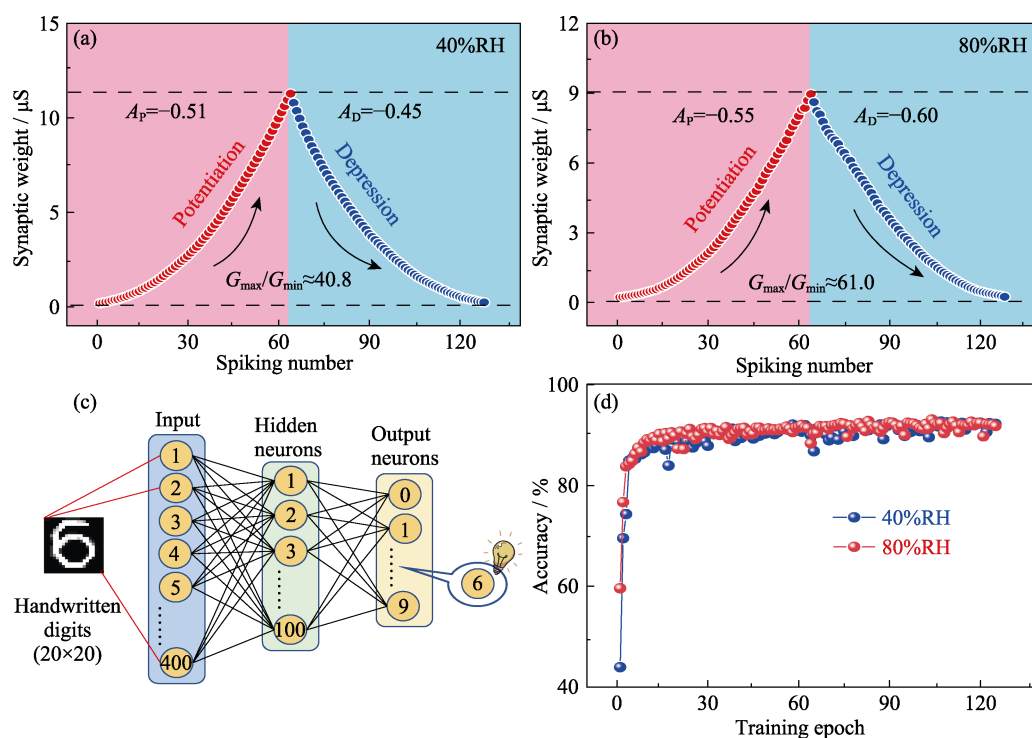 (a)
40%RH
15
10
5
0
Synaptic weight / μS
A_P=−0.51
A_D=−0.45
Potentiation
Depression
G_max/G_min≈40.8
0 30 60 90 120
Spiking number
(b)
80%RH
12
9
6
3
0
Synaptic weight / μS
A_P=−0.55
A_D=−0.60
Potentiation
Depression
G_max/G_min≈61.0
0 30 60 90 120
Spiking number
(c)
Input
Hidden
neurons
Output
neurons
1
2
3
4
5
......
400
1
2
3
......
100
0
1
......
9
6
6
Handwritten
digits
(20×20)
(d)
100
80
60
40
Accuracy / %
40%RH
80%RH
0 30 60 90 120
Training epoch